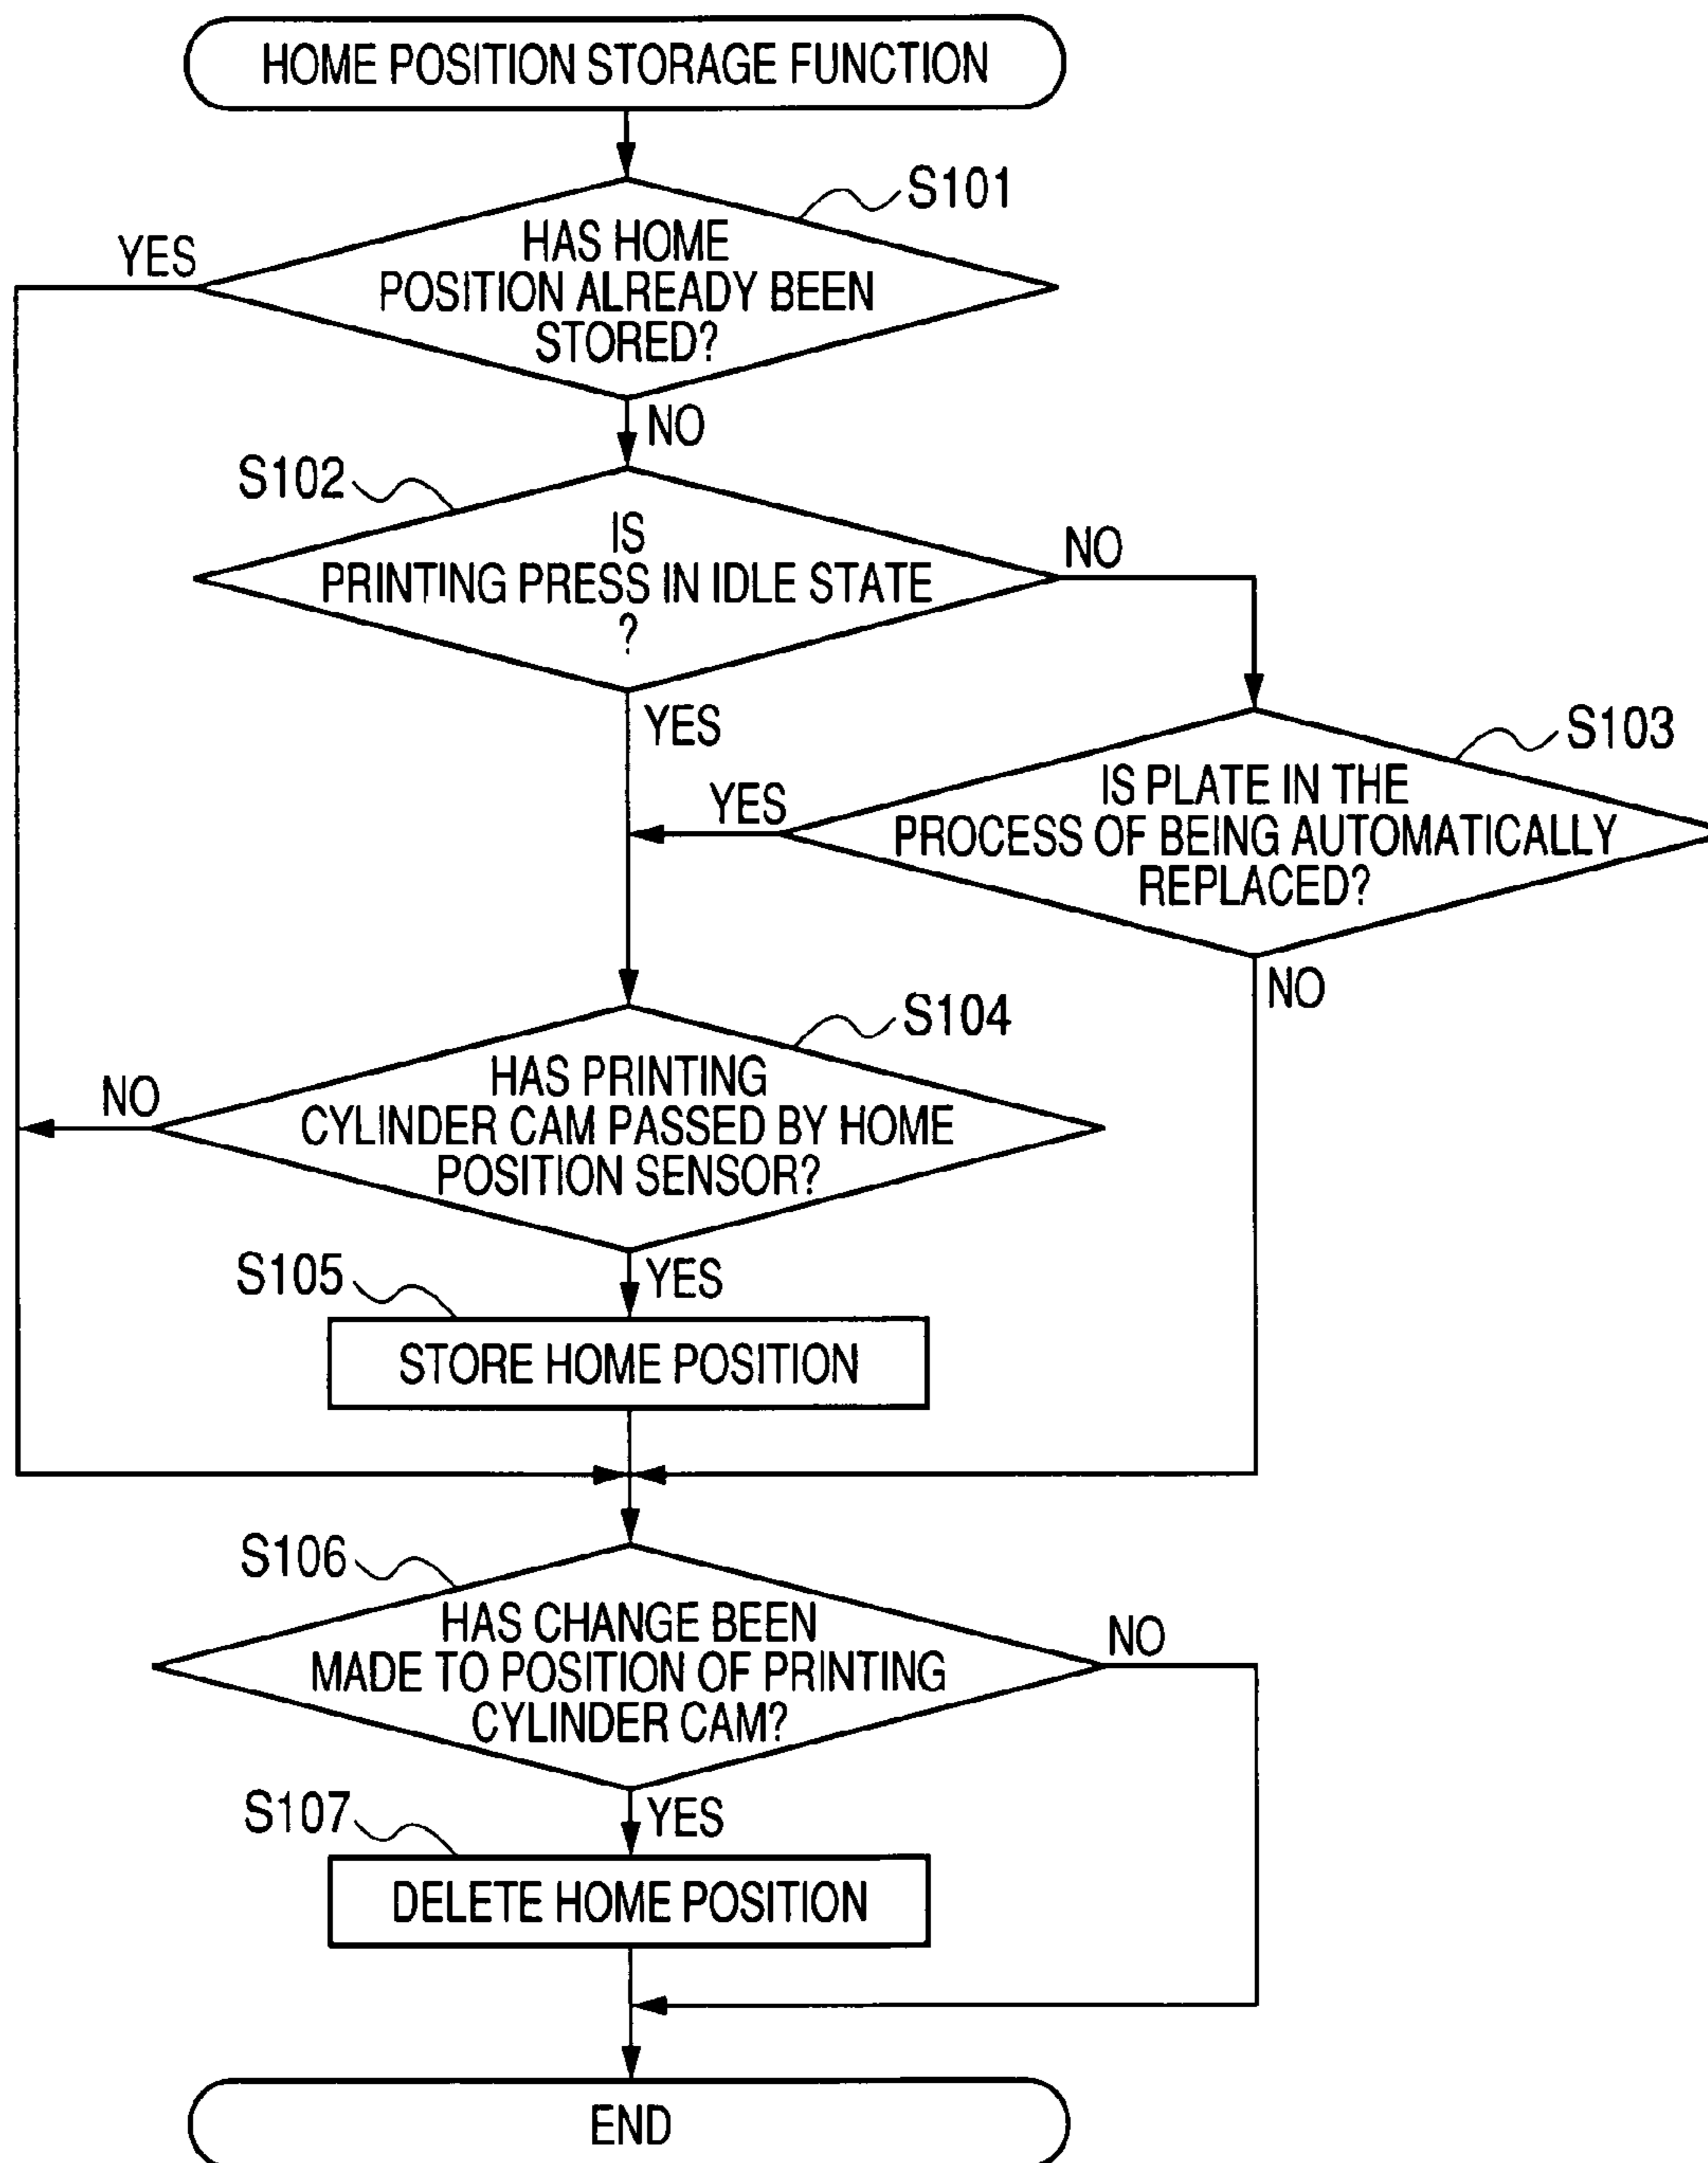 HOME POSITION STORAGE FUNCTION
S101
YES
HAS HOME
POSITION ALREADY BEEN
STORED?
NO
S102
IS
PRINTING PRESS IN IDLE STATE
?
NO
YES
S103
YES
IS PLATE IN THE
PROCESS OF BEING AUTOMATICALLY
REPLACED?
NO
S104
HAS PRINTING
CYLINDER CAM PASSED BY HOME
POSITION SENSOR?
NO
YES
S105
STORE HOME POSITION
S106
HAS CHANGE BEEN
MADE TO POSITION OF PRINTING
CYLINDER CAM?
NO
YES
S107
DELETE HOME POSITION
END